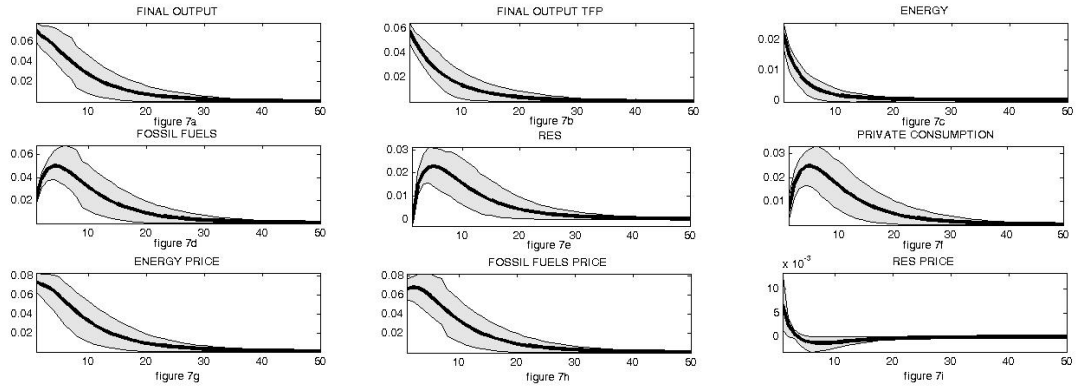 FINAL OUTPUT
0.06
0.04
0.02
10 20 30 40 50
figure 7a
FINAL OUTPUT TFP
0.06
0.04
0.02
10 20 30 40 50
figure 7b
ENERGY
0.02
0.01
0
10 20 30 40 50
figure 7c
FOSSIL FUELS
0.06
0.04
0.02
10 20 30 40 50
figure 7d
RES
0.03
0.02
0.01
0
10 20 30 40 50
figure 7e
PRIVATE CONSUMPTION
0.03
0.02
0.01
0
10 20 30 40 50
figure 7f
ENERGY PRICE
0.08
0.06
0.04
0.02
10 20 30 40 50
figure 7g
FOSSIL FUELS PRICE
0.08
0.06
0.04
0.02
10 20 30 40 50
figure 7h
RES PRICE
x 10⁻³
10
5
0
10 20 30 40 50
figure 7i